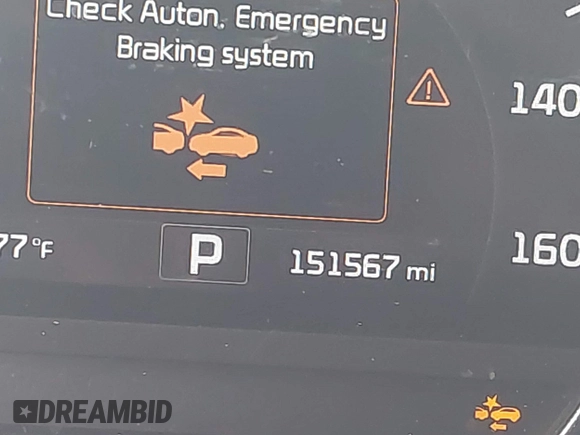 Check Auton. Emergency
Braking system
140
77°F
P
151567 mi
160
DREAMBID